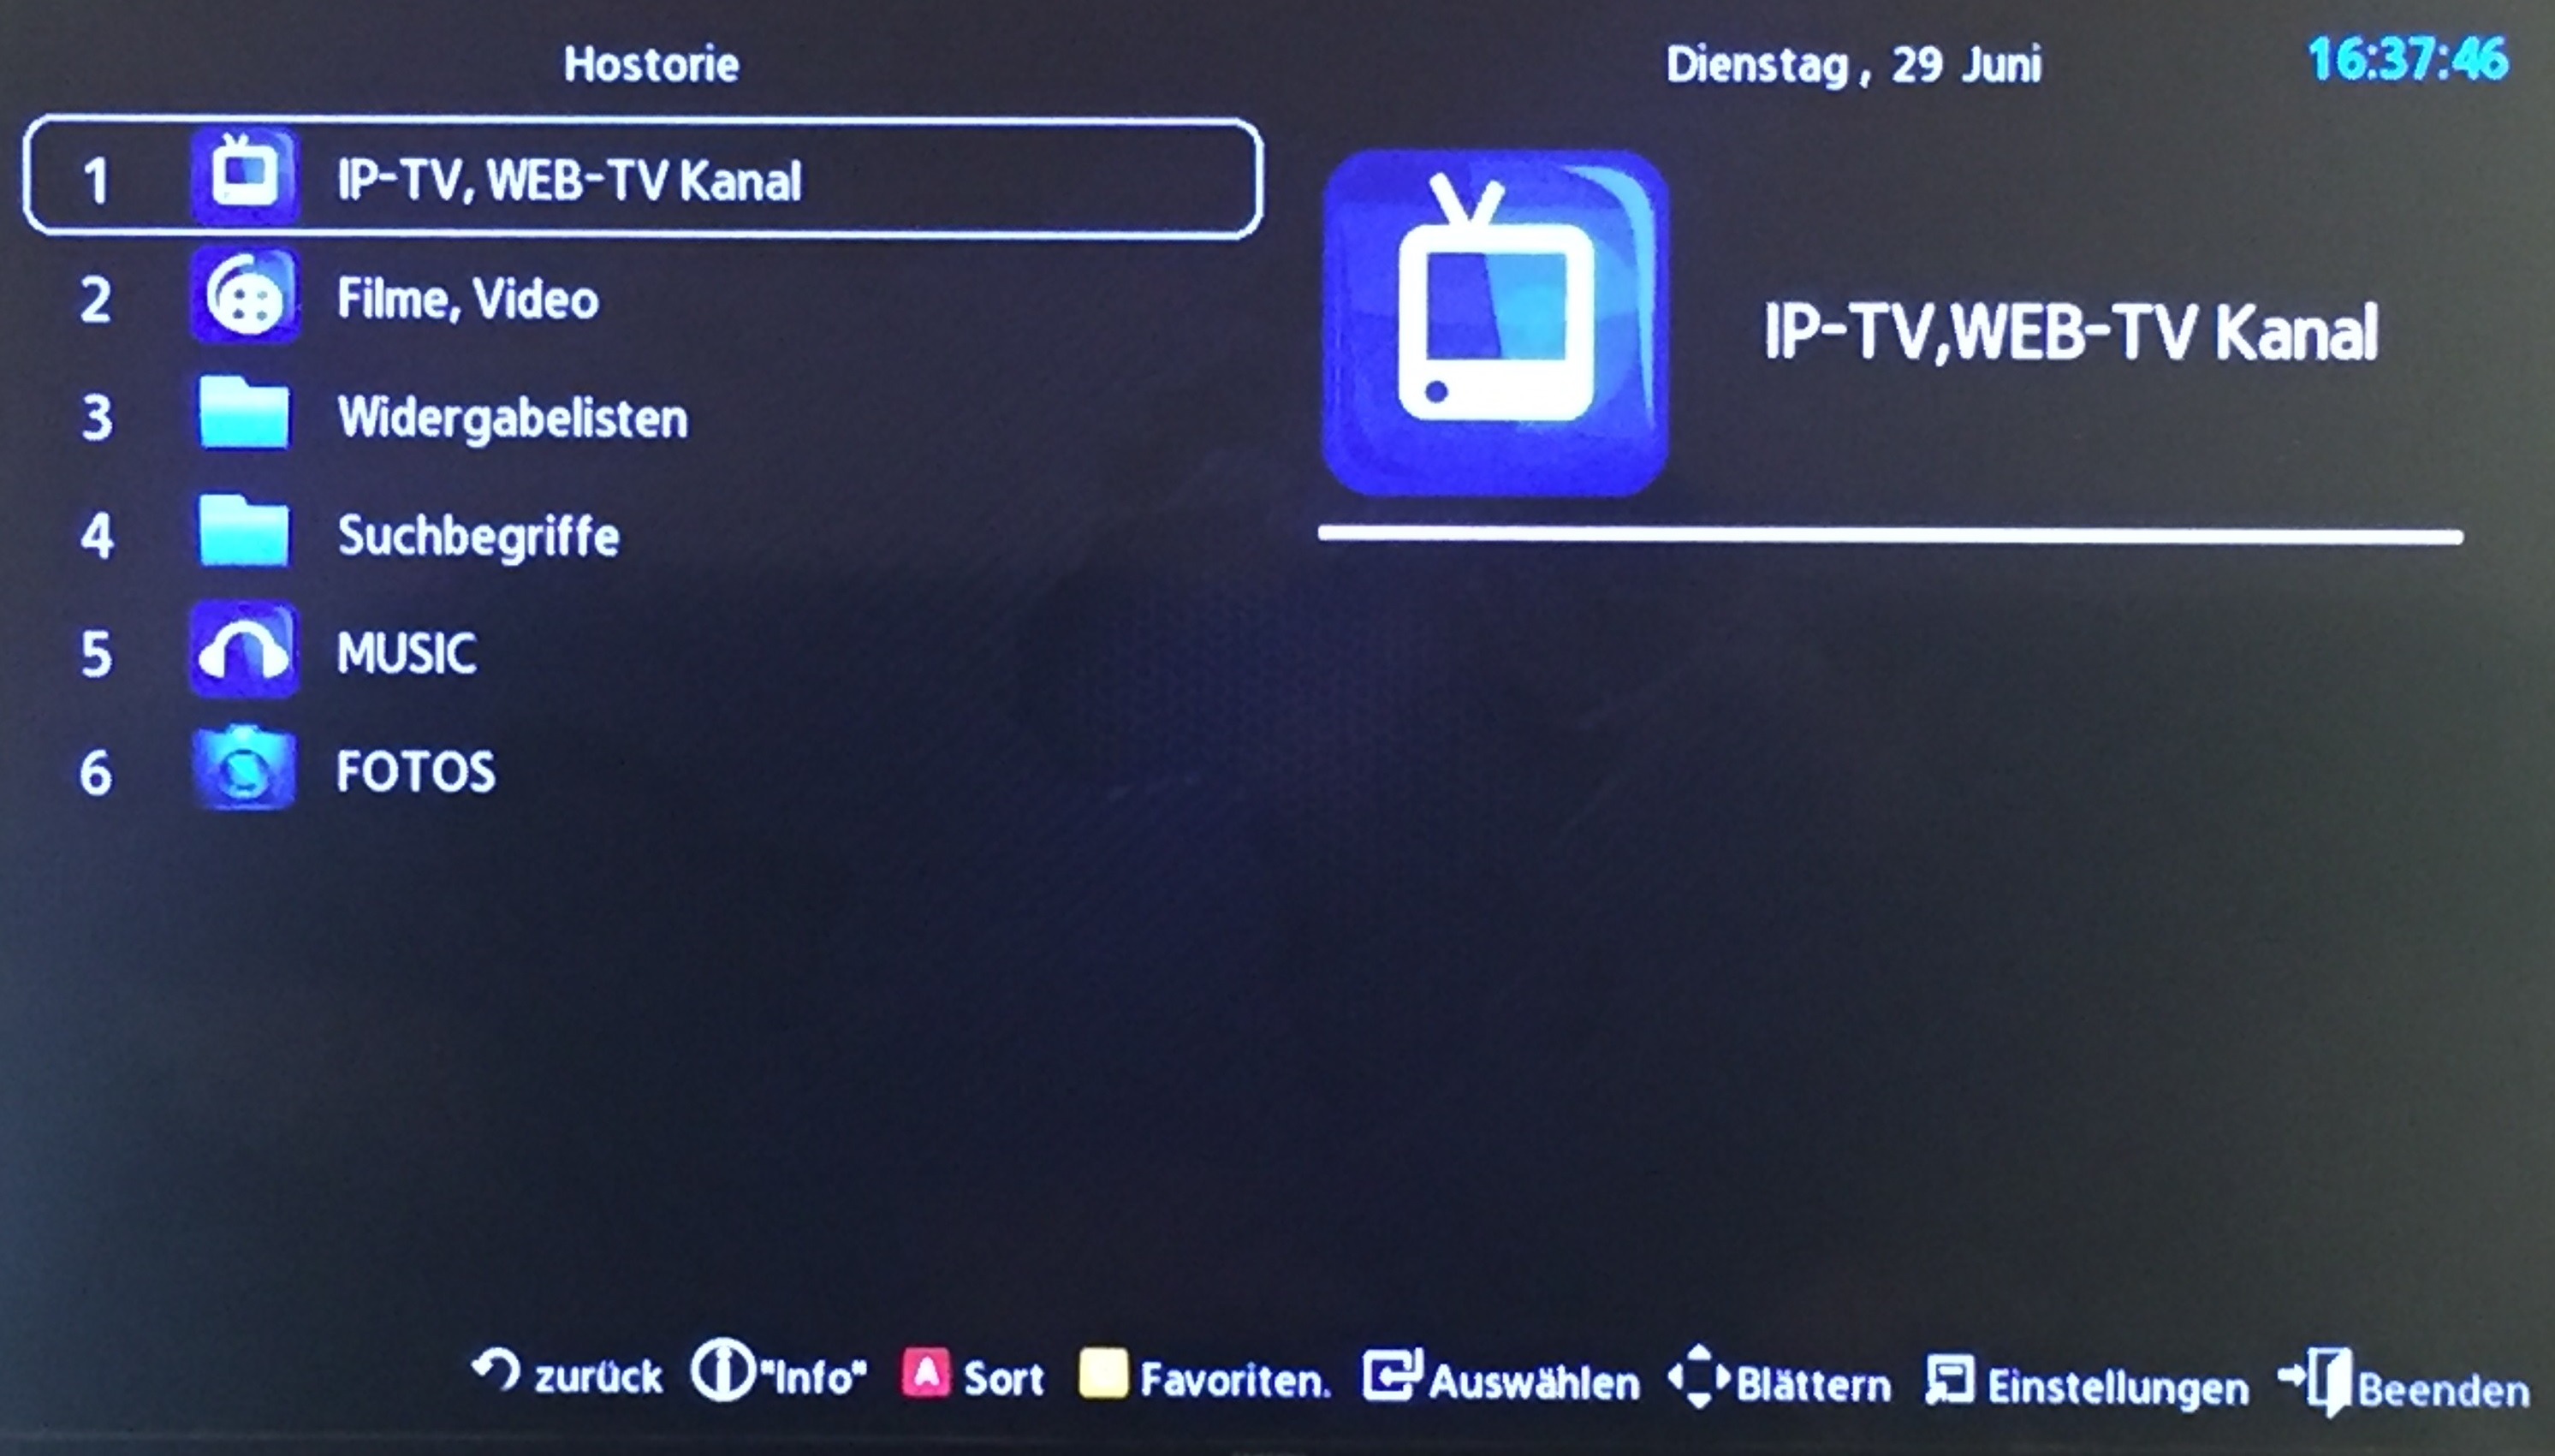 Hostorie
Dienstag, 29 Juni
16:37:46
1 IP-TV, WEB-TV Kanal
2 Filme, Video
3 Widergabelisten
4 Suchbegriffe
5 MUSIC
6 FOTOS
IP-TV,WEB-TV Kanal
zurück "Info" A Sort Favoriten. Auswählen Blättern Einstellungen Beenden